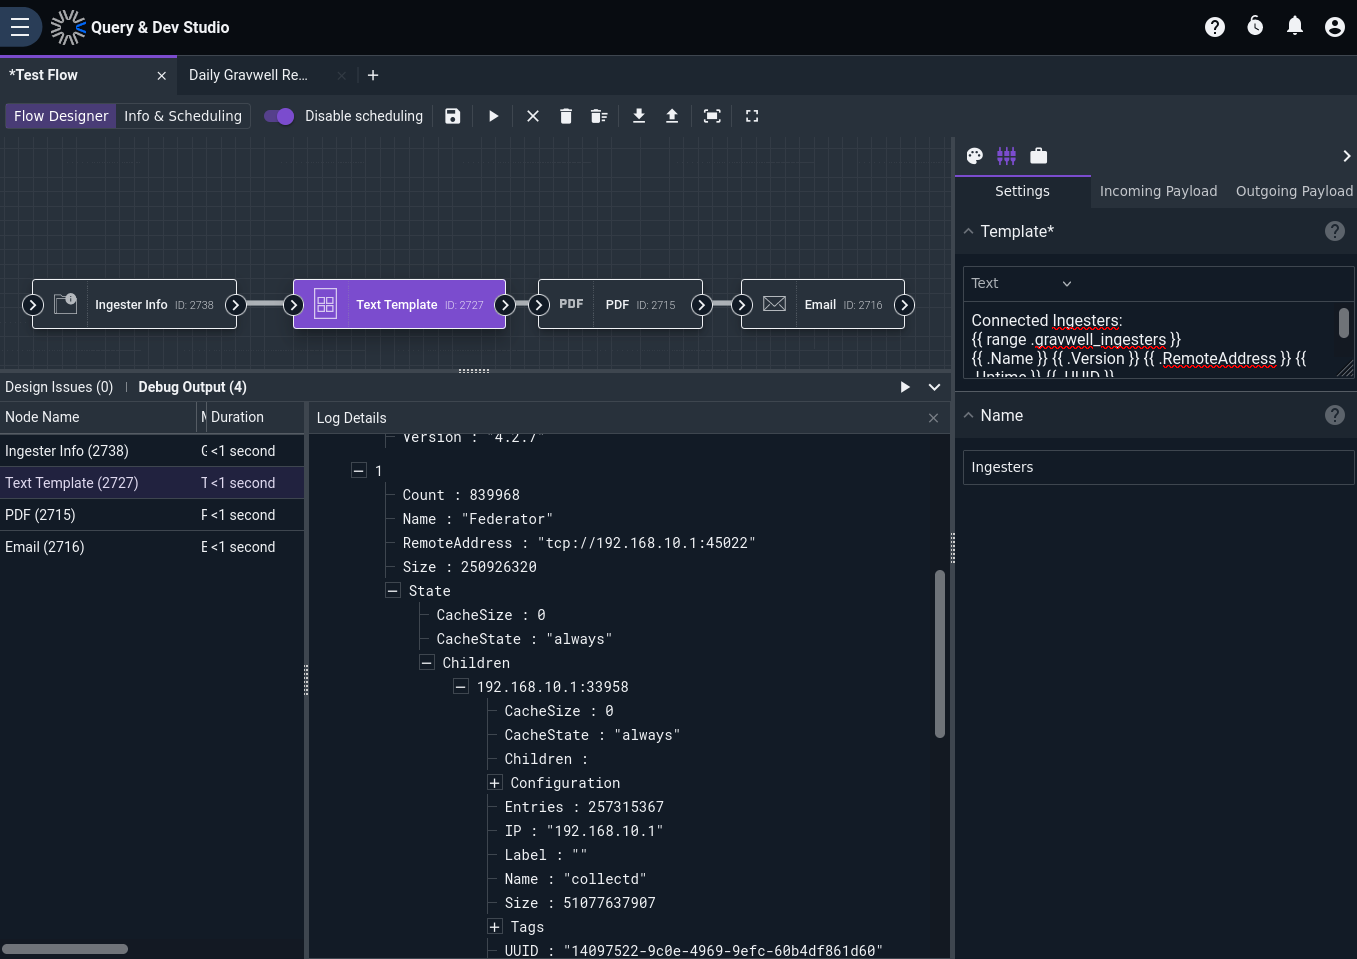 Query & Dev Studio
*Test Flow
Daily Gravwell Re...
Flow Designer
Info & Scheduling
Disable scheduling
Ingester Info ID: 2738
Text Template ID: 2727
PDF PDF ID: 2715
Email ID: 2716
Settings
Incoming Payload
Outgoing Payload
Template*
Text
Connected Ingesters:
{{ range .gravwell_ingesters }}
{{ .Name }} {{ .Version }} {{ .RemoteAddress }} {{
.Uptime }} {{ .UUID }}
Name
Ingesters
Design Issues (0)
Debug Output (4)
Node Name
Duration
Ingester Info (2738) <1 second
Text Template (2727) <1 second
PDF (2715) <1 second
Email (2716) <1 second
Log Details
Version : "4.2.7"
1
Count : 839968
Name : "Federator"
RemoteAddress : "tcp://192.168.10.1:45022"
Size : 250926320
State
CacheSize : 0
CacheState : "always"
Children
192.168.10.1:33958
CacheSize : 0
CacheState : "always"
Children :
Configuration
Entries : 257315367
IP : "192.168.10.1"
Label : ""
Name : "collectd"
Size : 51077637907
Tags
UUID : "14097522-9c0e-4969-9efc-60b4df861d60"